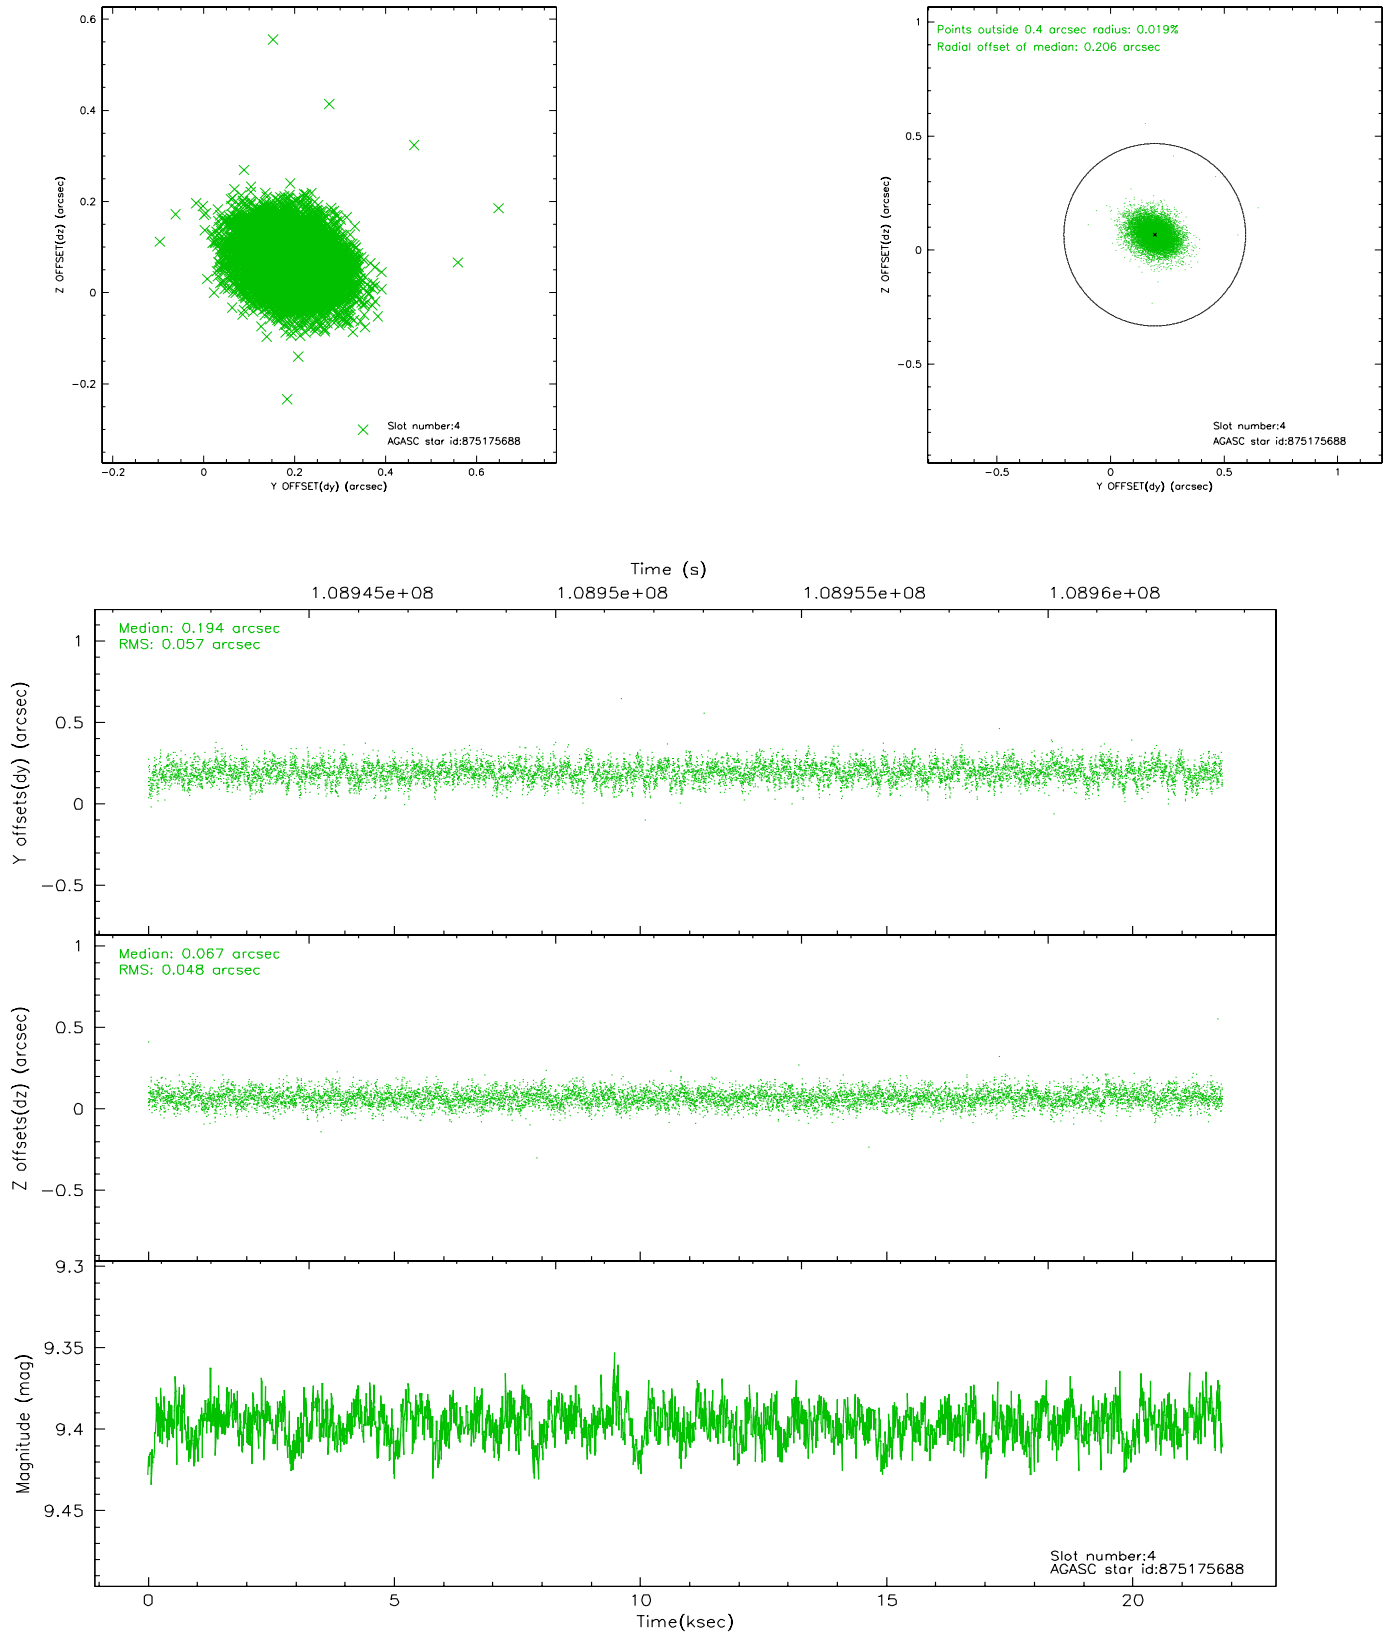 0.6
0.4
0.2
0
−0.2
Z OFFSET(dz) (arcsec)
Slot number:4
AGASC star id:875175688
−0.2 0 0.2 0.4 0.6
Y OFFSET(dy) (arcsec)
Points outside 0.4 arcsec radius: 0.019%
Radial offset of median: 0.206 arcsec
1
0.5
0
−0.5
Z OFFSET(dz) (arcsec)
Slot number:4
AGASC star id:875175688
−0.5 0 0.5 1
Y OFFSET(dy) (arcsec)
Time (s)
1.08945e+08 1.0895e+08 1.08955e+08 1.0896e+08
Median: 0.194 arcsec
RMS: 0.057 arcsec
1
0.5
0
−0.5
Y offsets(dy) (arcsec)
Median: 0.067 arcsec
RMS: 0.048 arcsec
1
0.5
0
−0.5
Z offsets(dz) (arcsec)
9.3
9.35
9.4
9.45
Magnitude (mag)
Slot number:4
AGASC star id:875175688
0 5 10 15 20
Time(ksec)